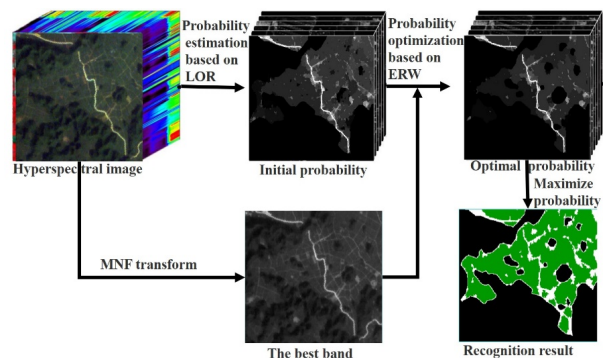 Probability
estimation
based on
LOR
Probability
optimization
based on
ERW
Hyperspectral image
Initial probability
Optimal probability
Maximize
probability
MNF transform
The best band
Recognition result